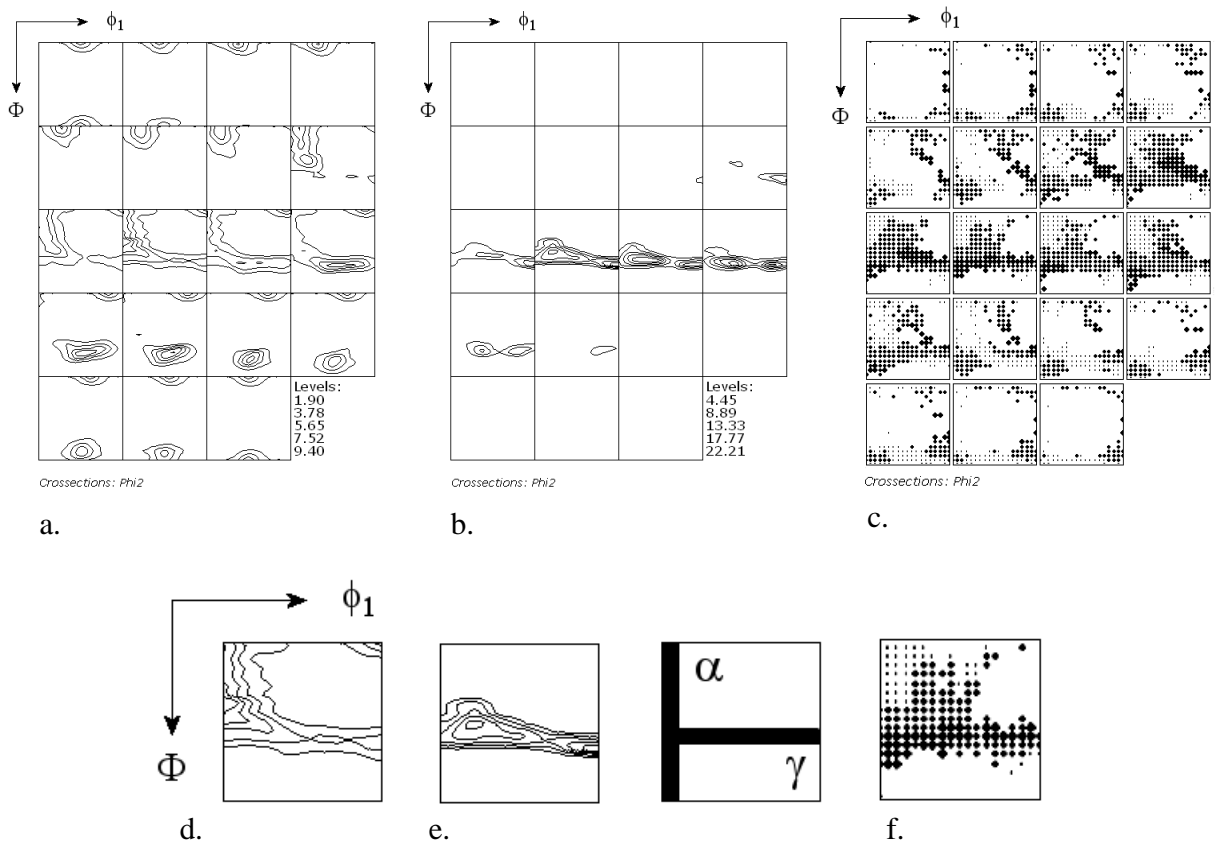 ϕ₁
Φ
Levels:
1.90
3.78
5.65
7.52
9.40
Crossections: Phi2
a.
ϕ₁
Φ
Levels:
4.45
8.89
13.33
17.77
22.21
Crossections: Phi2
b.
ϕ₁
Φ
Crossections: Phi2
c.
ϕ₁
Φ
d.
e.
α
γ
f.